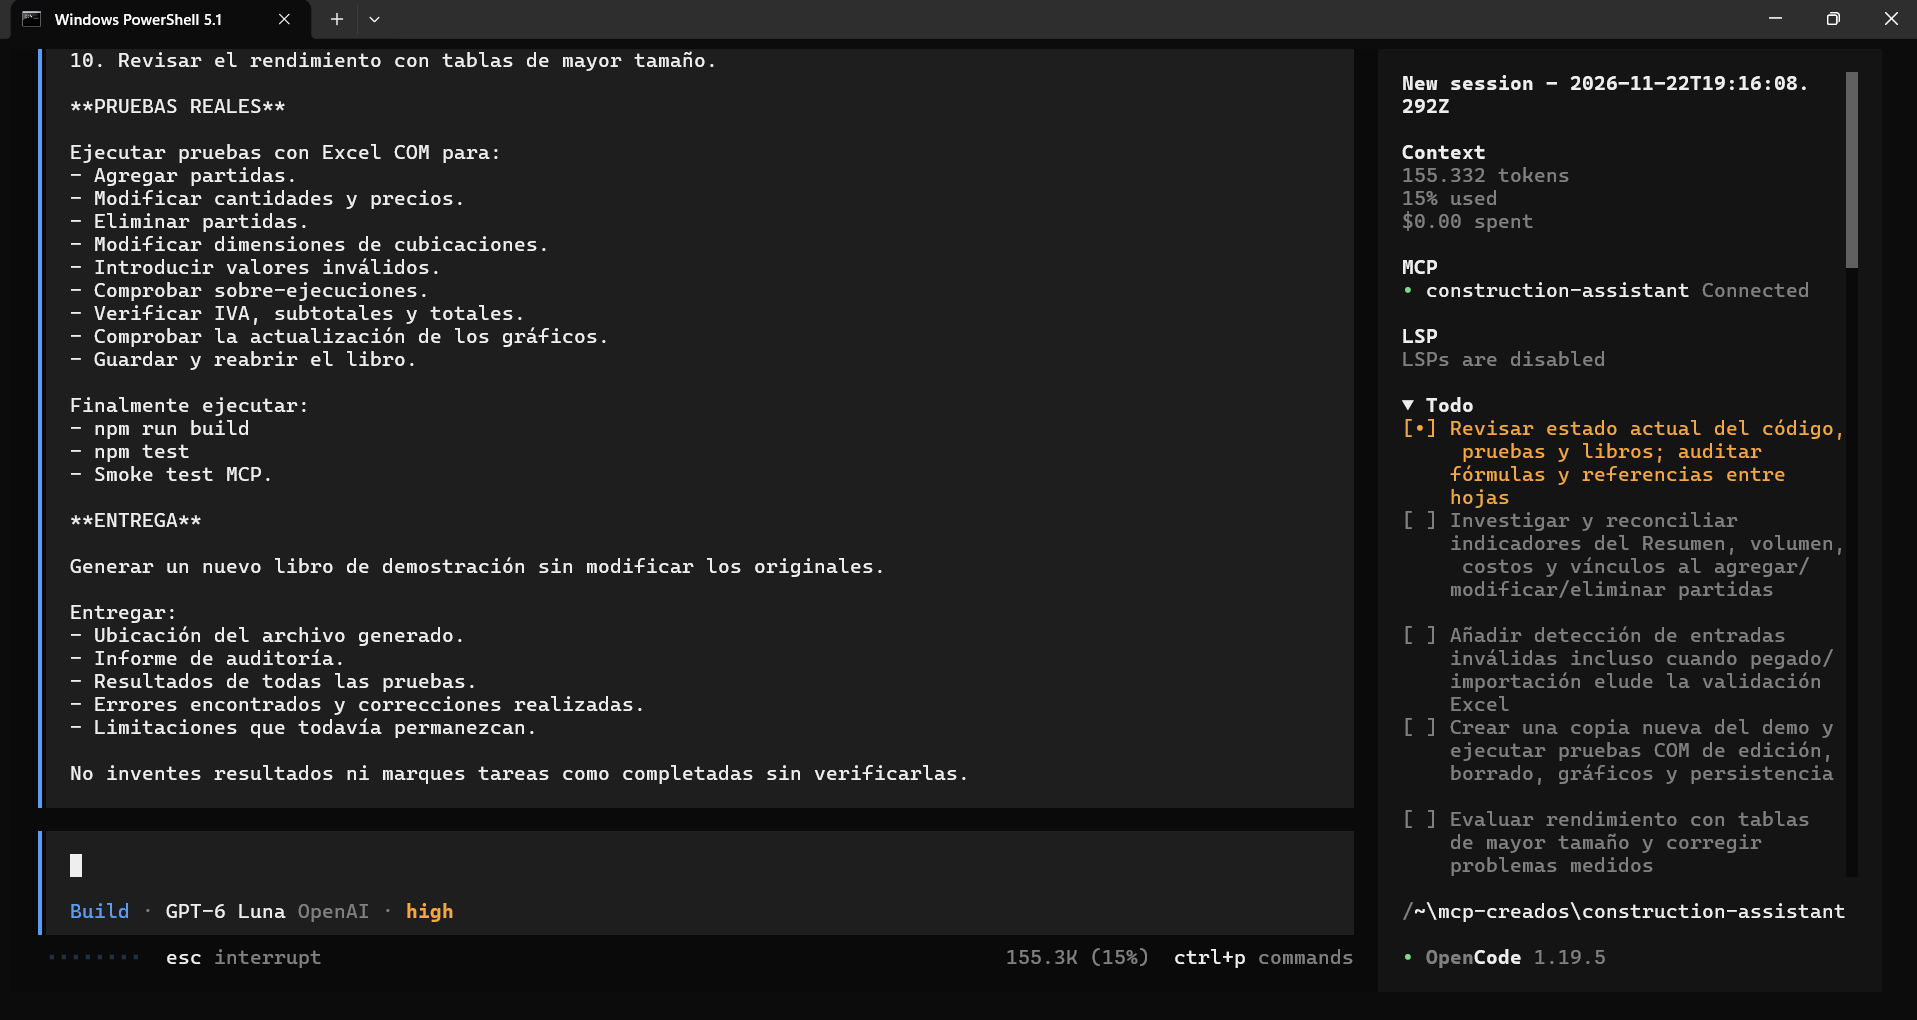 Windows PowerShell 5.1
10. Revisar el rendimiento con tablas de mayor tamaño.
**PRUEBAS REALES**
Ejecutar pruebas con Excel COM para:
- Agregar partidas.
- Modificar cantidades y precios.
- Eliminar partidas.
- Modificar dimensiones de cubicaciones.
- Introducir valores inválidos.
- Comprobar sobre-ejecuciones.
- Verificar IVA, subtotales y totales.
- Comprobar la actualización de los gráficos.
- Guardar y reabrir el libro.
Finalmente ejecutar:
- npm run build
- npm test
- Smoke test MCP.
**ENTREGA**
Generar un nuevo libro de demostración sin modificar los originales.
Entregar:
- Ubicación del archivo generado.
- Informe de auditoría.
- Resultados de todas las pruebas.
- Errores encontrados y correcciones realizadas.
- Limitaciones que todavía permanezcan.
No inventes resultados ni marques tareas como completadas sin verificarlas.
Build · GPT-6 Luna OpenAI · high
esc interrupt
155.3K (15%) ctrl+p commands
New session - 2026-11-22T19:16:08.
292Z
Context
155.332 tokens
15% used
$0.00 spent
MCP
• construction-assistant Connected
LSP
LSPs are disabled
▼ Todo
[•] Revisar estado actual del código,
pruebas y libros; auditar
fórmulas y referencias entre
hojas
[ ] Investigar y reconciliar
indicadores del Resumen, volumen,
costos y vínculos al agregar/
modificar/eliminar partidas
[ ] Añadir detección de entradas
inválidas incluso cuando pegado/
importación elude la validación
Excel
[ ] Crear una copia nueva del demo y
ejecutar pruebas COM de edición,
borrado, gráficos y persistencia
[ ] Evaluar rendimiento con tablas
de mayor tamaño y corregir
problemas medidos
/~\mcp-creados\construction-assistant
• OpenCode 1.19.5